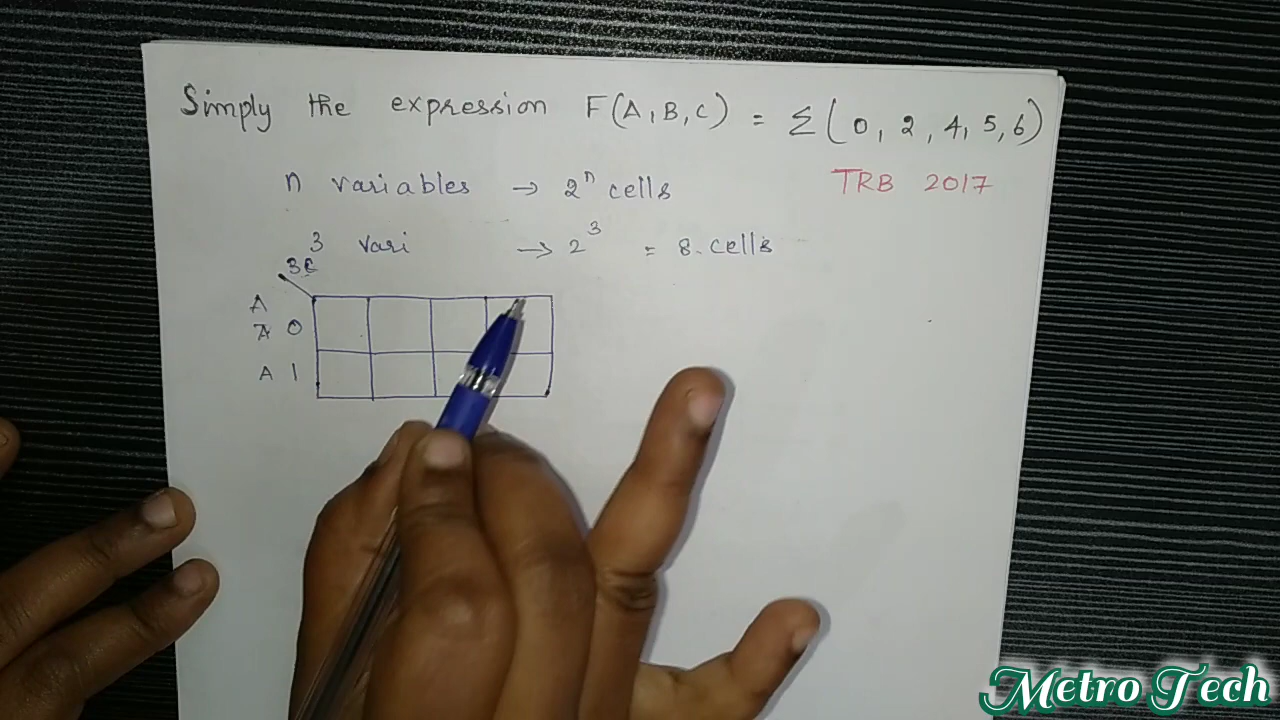 Simply the expression F(A,B,C) = Σ(0, 2, 4, 5, 6)
TRB 2017
n variables → 2ⁿ cells
3 vari → 2³ = 8 cells
BC
A
Ā 0
A 1
Metro Tech